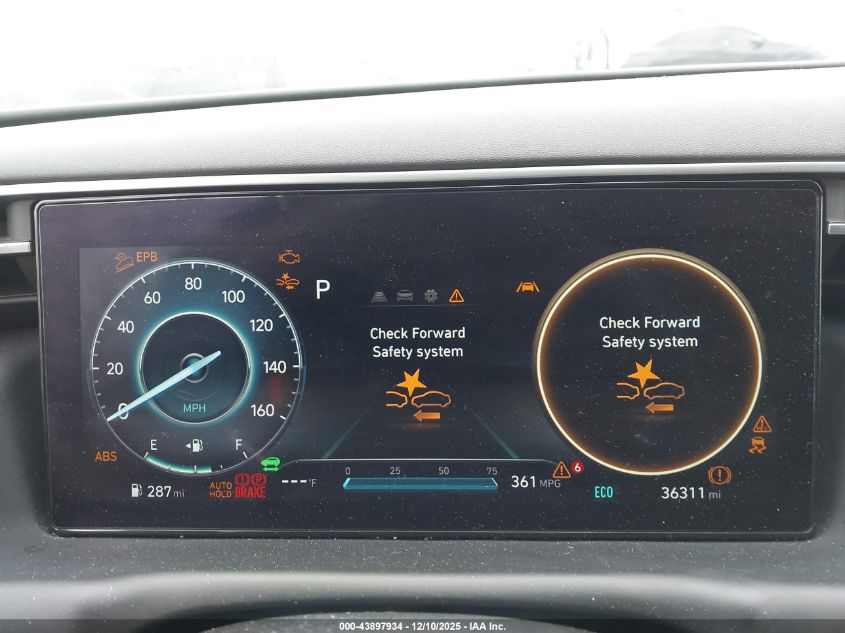 EPB
P
80
60
100
40
120
20
140
0
160
MPH
E
F
Check Forward
Safety system
Check Forward
Safety system
ABS
287 mi
AUTO
HOLD
P
BRAKE
---°F
0
25
50
75
361 MPG
6
ECO
36311 mi
000-43897934 - 12/10/2025 - IAA Inc.